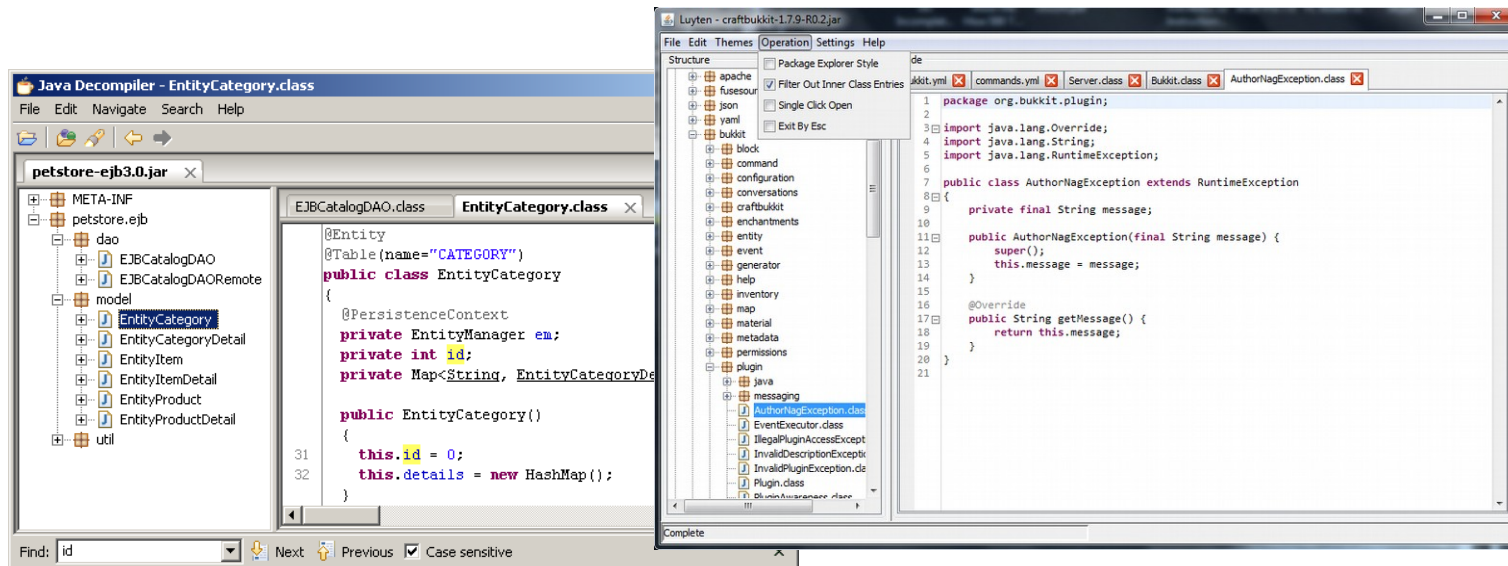 Java Decompiler - EntityCategory.class
File Edit Navigate Search Help
petstore-ejb3.0.jar
META-INF
petstore.ejb
dao
EJBCatalogDAO
EJBCatalogDAORemote
model
EntityCategory
EntityCategoryDetail
EntityItem
EntityItemDetail
EntityProduct
EntityProductDetail
util
EJBCatalogDAO.class EntityCategory.class
@Entity
@Table(name="CATEGORY")
public class EntityCategory
{
@PersistenceContext
private EntityManager em;
private int id;
private Map<String, EntityCategoryDe
public EntityCategory()
{
31 this.id = 0;
32 this.details = new HashMap();
}
Find: id Next Previous Case sensitive
Luyten - craftbukkit-1.7.9-R0.2.jar
File Edit Themes Operation Settings Help
Structure
Package Explorer Style
Filter Out Inner Class Entries
Single Click Open
Exit By Esc
apache
fusesour
json
yaml
bukkit
block
command
configuration
conversations
craftbukkit
enchantments
entity
event
generator
help
inventory
map
material
metadata
permissions
plugin
java
messaging
AuthorNagException.clas
EventExecutor.class
IllegalPluginAccessExcept
InvalidDescriptionExceptic
InvalidPluginException.cla
Plugin.class
PluginAwareness.class
de
ukkit.yml commands.yml Server.class Bukkit.class AuthorNagException.class
1 package org.bukkit.plugin;
2
3 import java.lang.Override;
4 import java.lang.String;
5 import java.lang.RuntimeException;
6
7 public class AuthorNagException extends RuntimeException
8 {
9 private final String message;
10
11 public AuthorNagException(final String message) {
12 super();
13 this.message = message;
14 }
15
16 @Override
17 public String getMessage() {
18 return this.message;
19 }
20 }
21
Complete